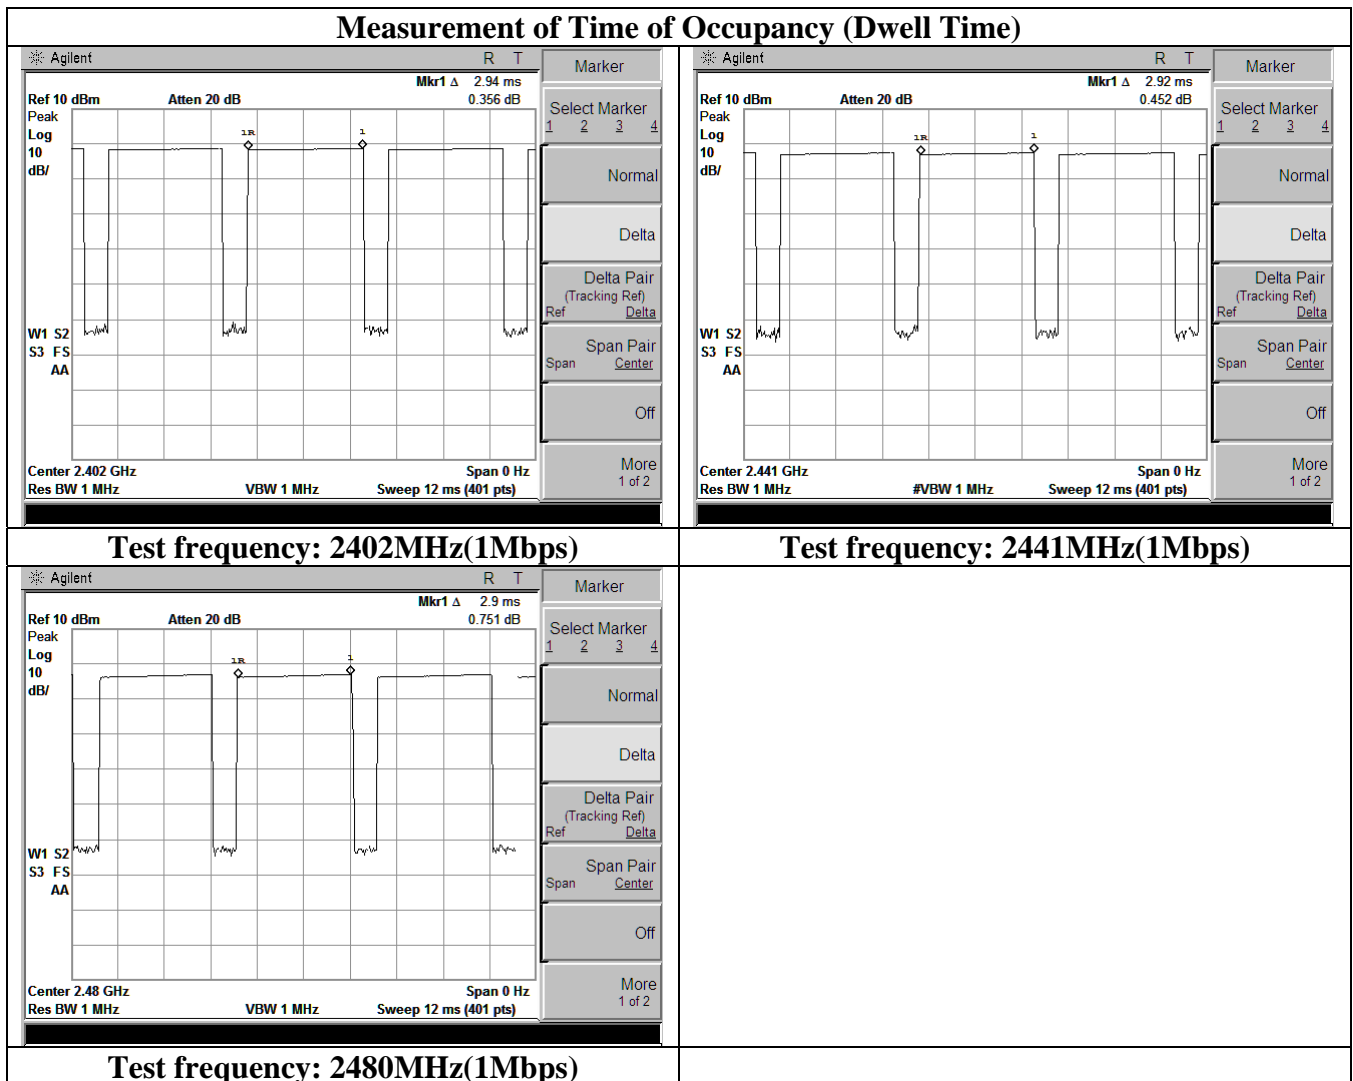 Measurement of Time of Occupancy (Dwell Time)
Agilent R T
Mkr1 Δ 2.94 ms
Ref 10 dBm Atten 20 dB 0.356 dB
Peak
Log
10
dB/
1R 1
W1 S2
S3 FS
AA
Center 2.402 GHz Span 0 Hz
Res BW 1 MHz VBW 1 MHz Sweep 12 ms (401 pts)
Marker
Select Marker
1 2 3 4
Normal
Delta
Delta Pair
(Tracking Ref)
Ref Delta
Span Pair
Span Center
Off
More
1 of 2
Test frequency: 2402MHz(1Mbps)
Agilent R T
Mkr1 Δ 2.92 ms
Ref 10 dBm Atten 20 dB 0.452 dB
Peak
Log
10
dB/
1R 1
W1 S2
S3 FS
AA
Center 2.441 GHz Span 0 Hz
Res BW 1 MHz #VBW 1 MHz Sweep 12 ms (401 pts)
Marker
Select Marker
1 2 3 4
Normal
Delta
Delta Pair
(Tracking Ref)
Ref Delta
Span Pair
Span Center
Off
More
1 of 2
Test frequency: 2441MHz(1Mbps)
Agilent R T
Mkr1 Δ 2.9 ms
Ref 10 dBm Atten 20 dB 0.751 dB
Peak
Log
10
dB/
1R 1
W1 S2
S3 FS
AA
Center 2.48 GHz Span 0 Hz
Res BW 1 MHz VBW 1 MHz Sweep 12 ms (401 pts)
Marker
Select Marker
1 2 3 4
Normal
Delta
Delta Pair
(Tracking Ref)
Ref Delta
Span Pair
Span Center
Off
More
1 of 2
Test frequency: 2480MHz(1Mbps)